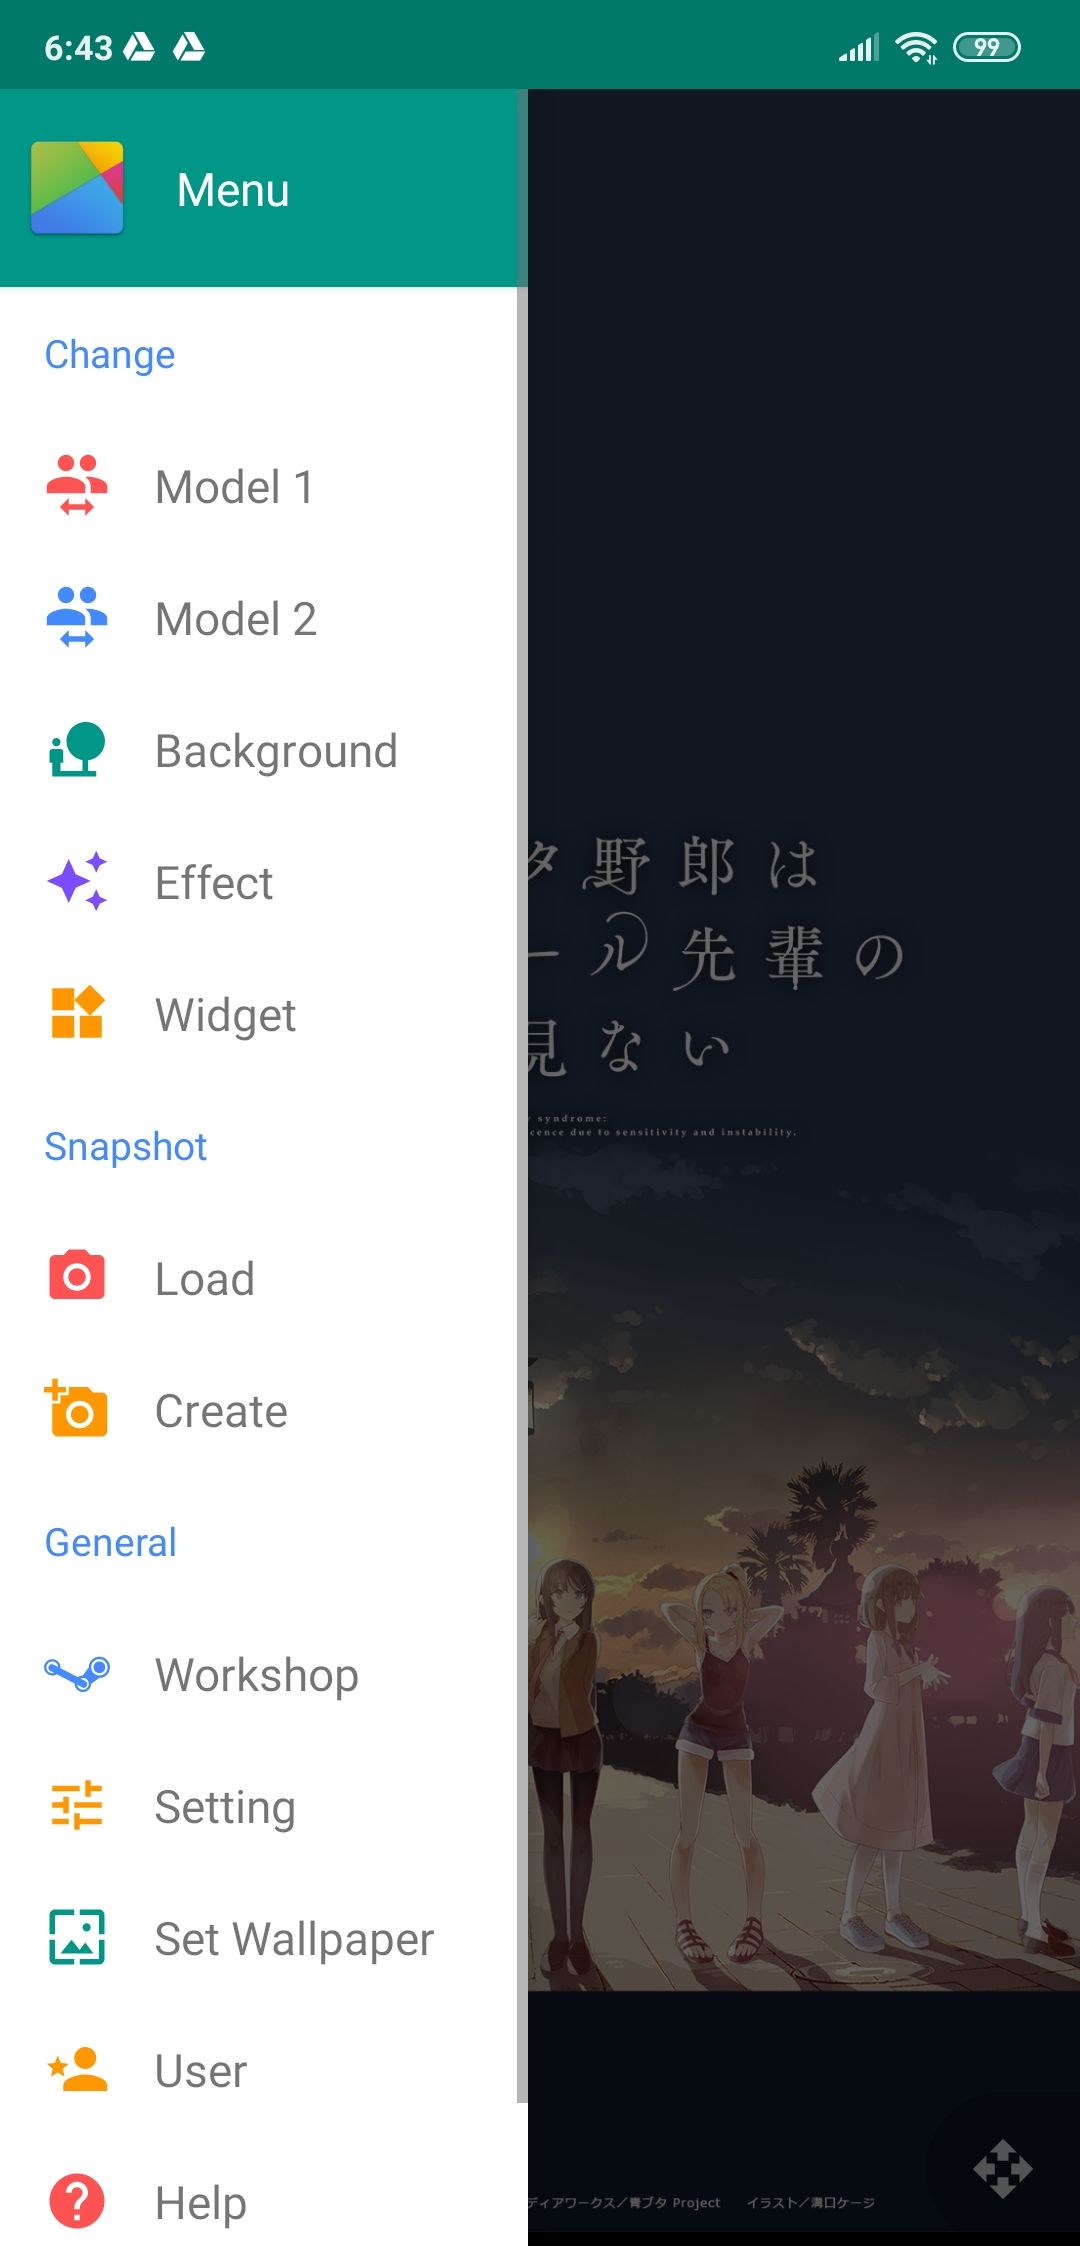 6:43
99
Menu
Change
Model 1
Model 2
Background
Effect
Widget
Snapshot
Load
Create
General
Workshop
Setting
Set Wallpaper
User
Help
タ野郎は
ール先輩の
見ない
syndrome:
cence due to sensitivity and instability.
ディアワークス／青ブタ Project イラスト／溝口ケージ